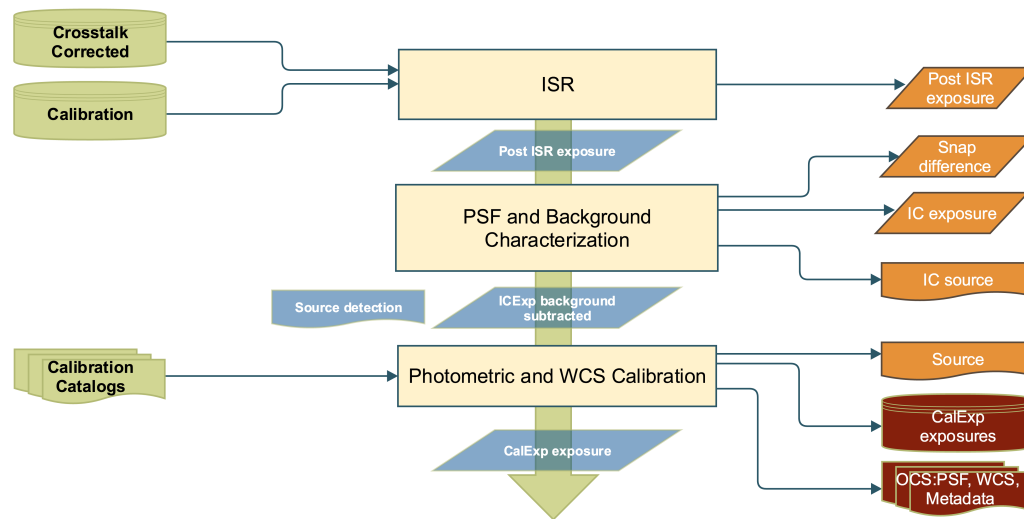 Crosstalk
Corrected
Calibration
ISR
Post ISR
exposure
Post ISR exposure
Snap
difference
PSF and Background
Characterization
IC exposure
IC source
Source detection
ICExp background
subtracted
Calibration
Catalogs
Photometric and WCS Calibration
Source
CalExp
exposures
CalExp exposure
OCS:PSF, WCS,
Metadata